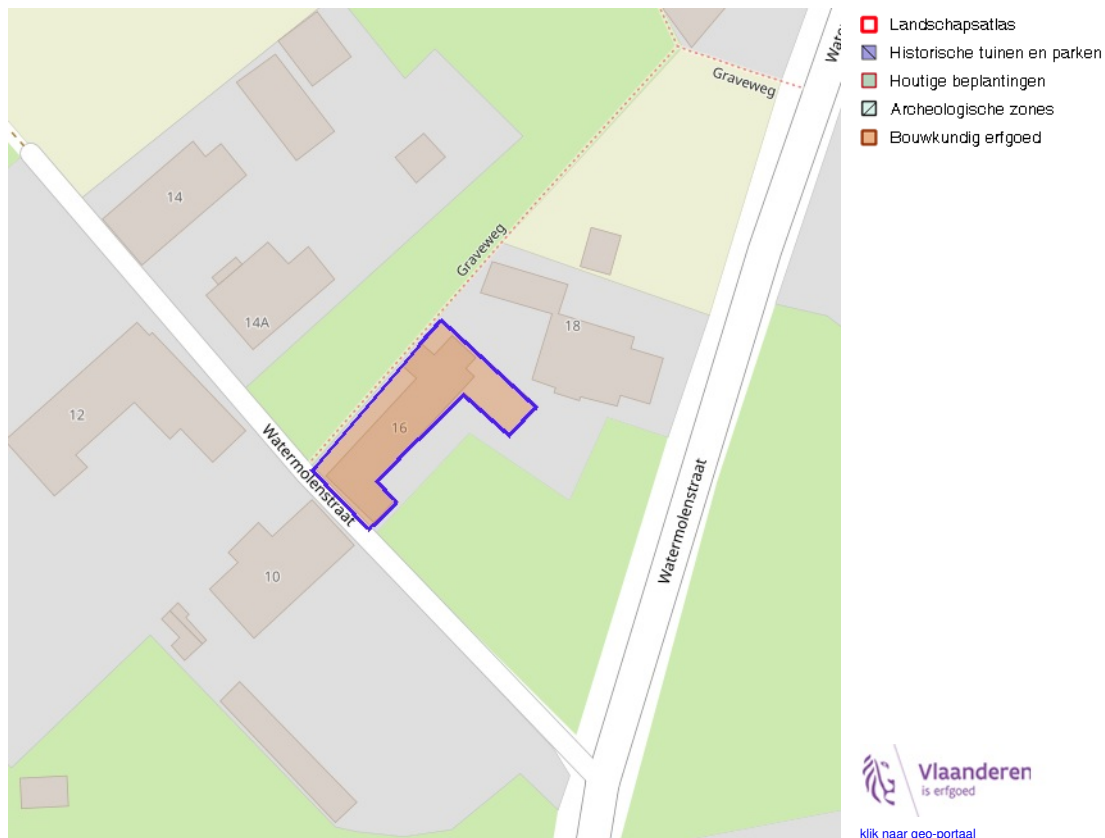 Landschapsatlas
Historische tuinen en parken
Houtige beplantingen
Archeologische zones
Bouwkundig erfgoed
Graveweg
14
Graveweg
14A
18
12
16
Watermolenstraat
Watermolenstraat
10
Vlaanderen
is erfgoed
klik naar geo-portaal